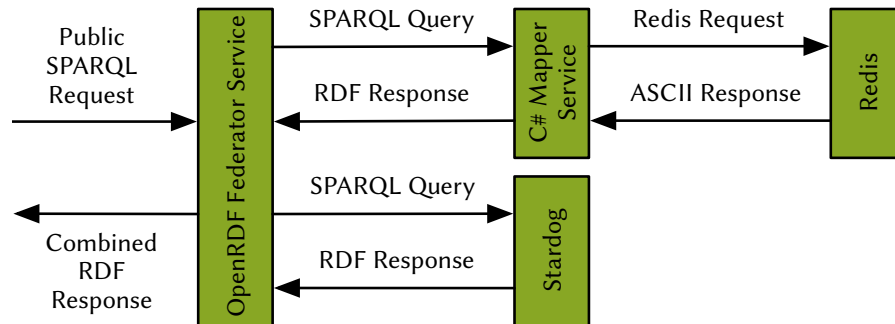 Public
SPARQL
Request
Combined
RDF
Response
OpenRDF Federator Service
SPARQL Query
RDF Response
SPARQL Query
RDF Response
C# Mapper
Service
Stardog
Redis Request
ASCII Response
Redis